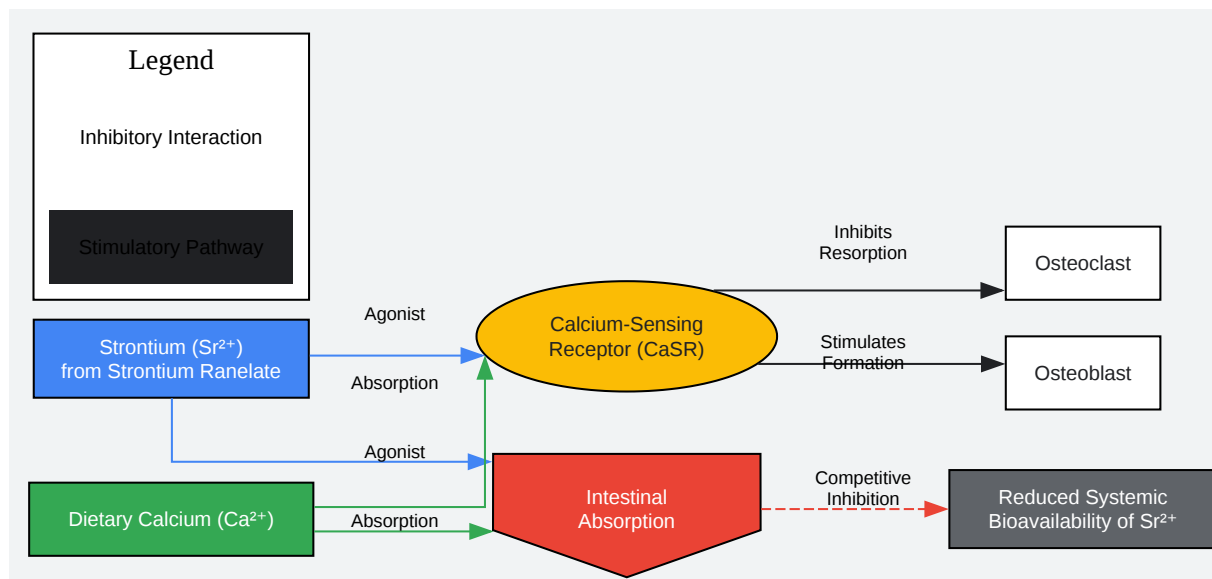 Legend
Inhibitory Interaction
Stimulatory Pathway
Strontium (Sr²⁺)
from Strontium Ranelate
Dietary Calcium (Ca²⁺)
Agonist
Absorption
Agonist
Absorption
Calcium-Sensing
Receptor (CaSR)
Intestinal
Absorption
Inhibits
Resorption
Stimulates
Formation
Competitive
Inhibition
Osteoclast
Osteoblast
Reduced Systemic
Bioavailability of Sr²⁺